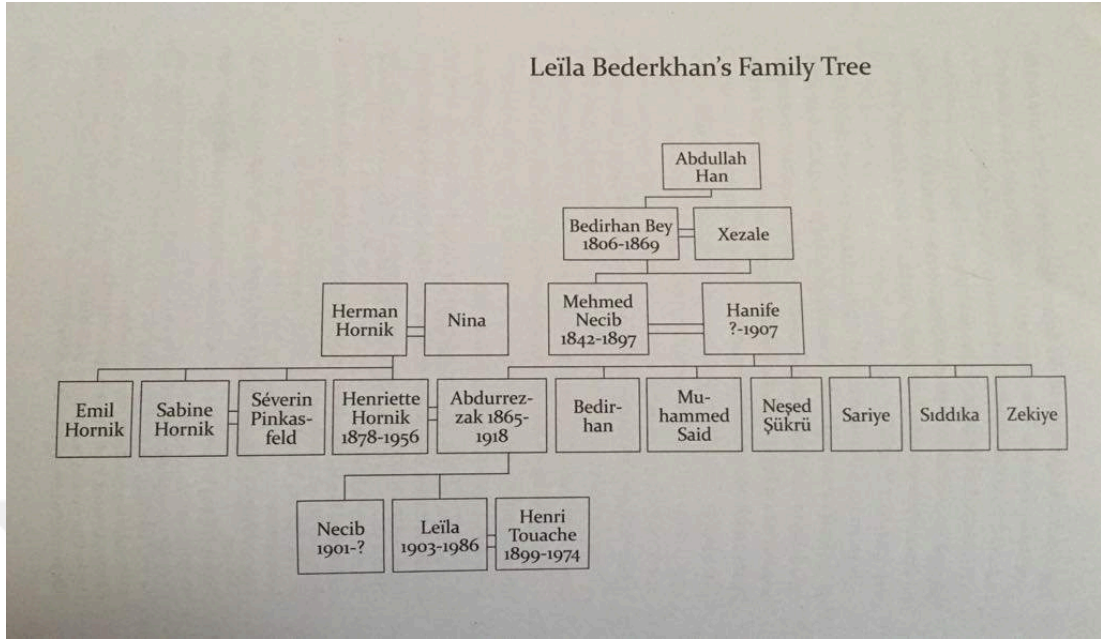 Leïla Bederkhan's Family Tree
Abdullah
Han
Bedirhan Bey
1806-1869
Xezale
Herman
Hornik
Nina
Mehmed
Necib
1842-1897
Hanife
?-1907
Emil
Hornik
Sabine
Hornik
Séverin
Pinkas-
feld
Henriette
Hornik
1878-1956
Abdurrez-
zak 1865-
1918
Bedir-
han
Mu-
hammed
Said
Neşed
Şükrü
Sariye
Sıddıka
Zekiye
Necib
1901-?
Leïla
1903-1986
Henri
Touache
1899-1974